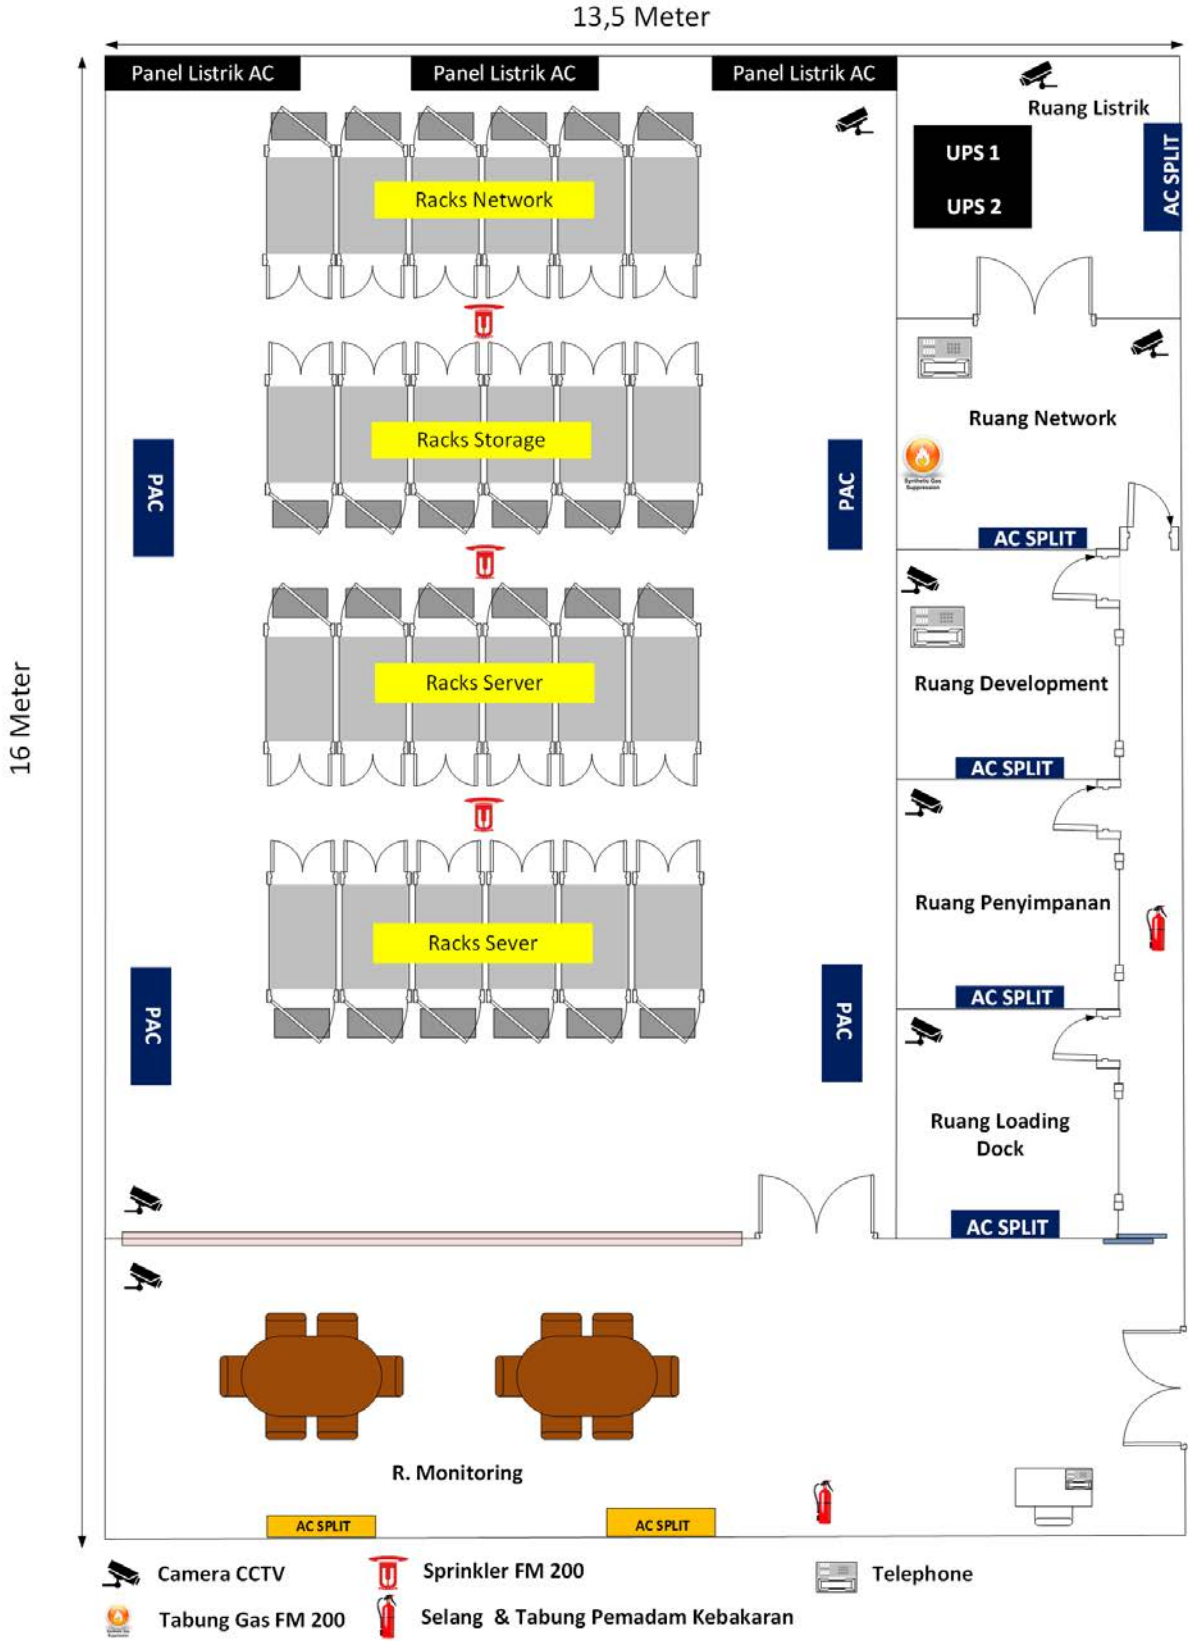 13,5 Meter
Panel Listrik AC
Panel Listrik AC
Panel Listrik AC
Ruang Listrik
UPS 1
UPS 2
AC SPLIT
Racks Network
Ruang Network
Synthetic Gas
Suppression
AC SPLIT
Racks Storage
PAC
PAC
16 Meter
Racks Server
Ruang Development
AC SPLIT
Ruang Penyimpanan
AC SPLIT
Racks Sever
PAC
PAC
Ruang Loading
Dock
AC SPLIT
R. Monitoring
AC SPLIT
AC SPLIT
Camera CCTV
Sprinkler FM 200
Telephone
Tabung Gas FM 200
Selang & Tabung Pemadam Kebakaran